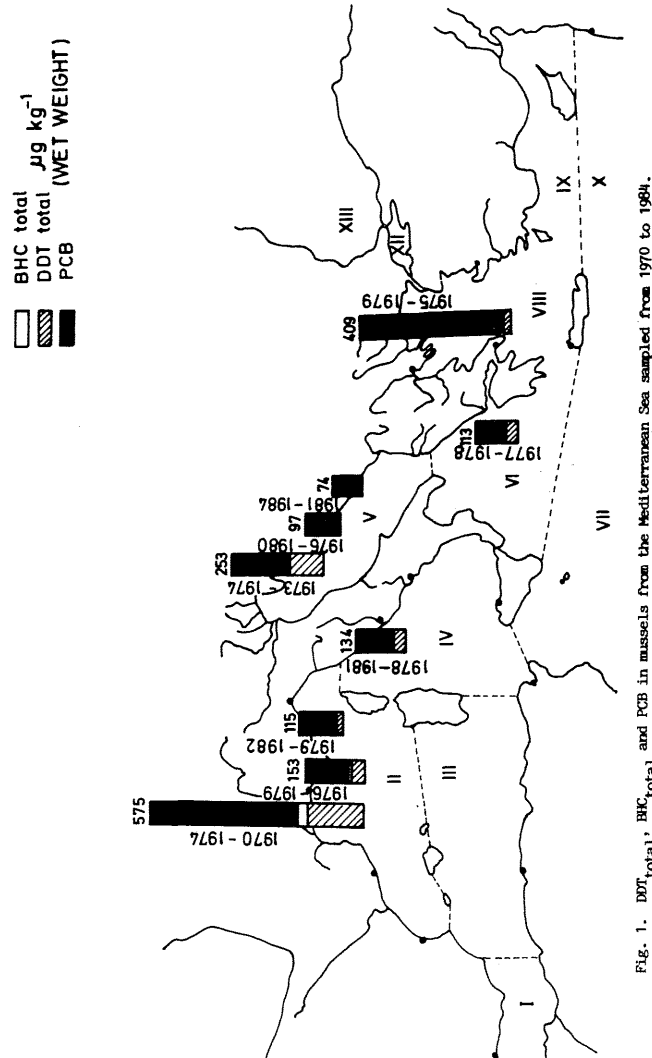 BHC total
DDT total
PCB
µg kg-1
(WET WEIGHT)
575
1970-1974
153
1976-1979
115
1979-1982
134
1978-1981
253
1973-1974
97
1976-1980
74
1981-1984
113
1977-1978
409
1975-1979
I
II
III
IV
V
VI
VII
VIII
IX
X
XII
XIII
Fig. 1. DDTtotal, BHCtotal and PCB in mussels from the Mediterranean Sea sampled from 1970 to 1984.